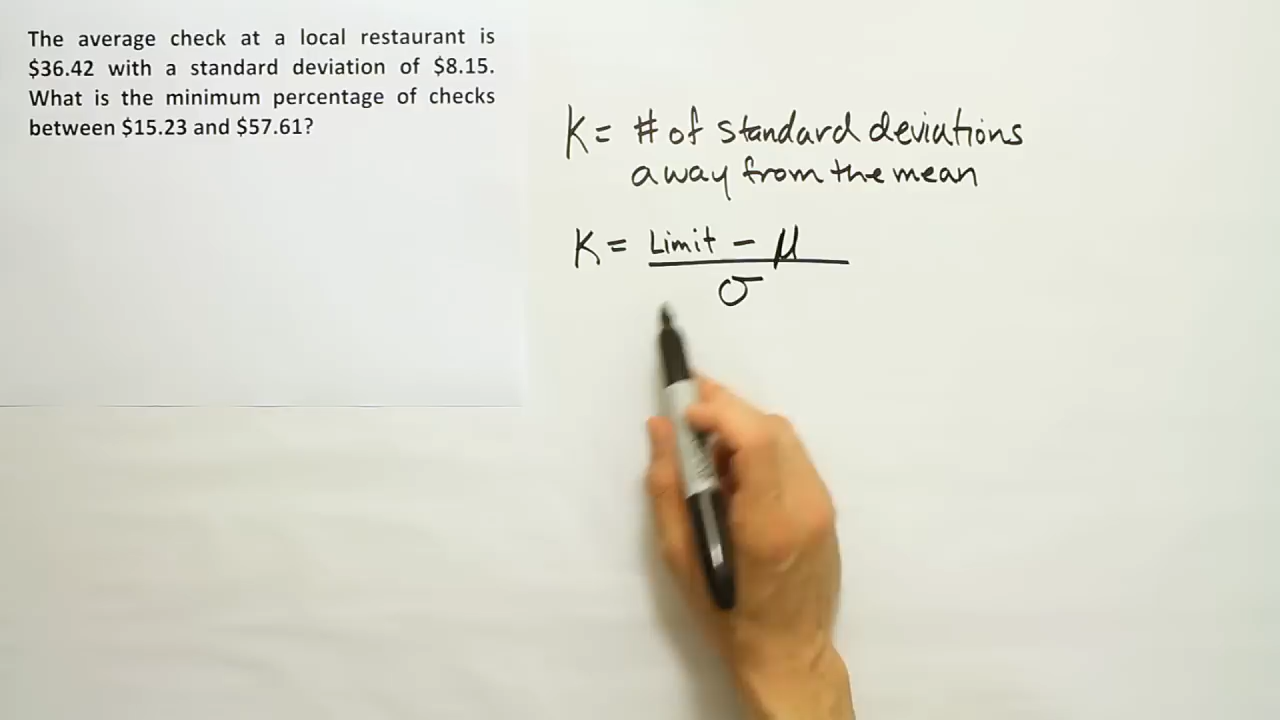 The average check at a local restaurant is
$36.42 with a standard deviation of $8.15.
What is the minimum percentage of checks
between $15.23 and $57.61?
K = # of standard deviations
away from the mean
K = Limit - μ
σ